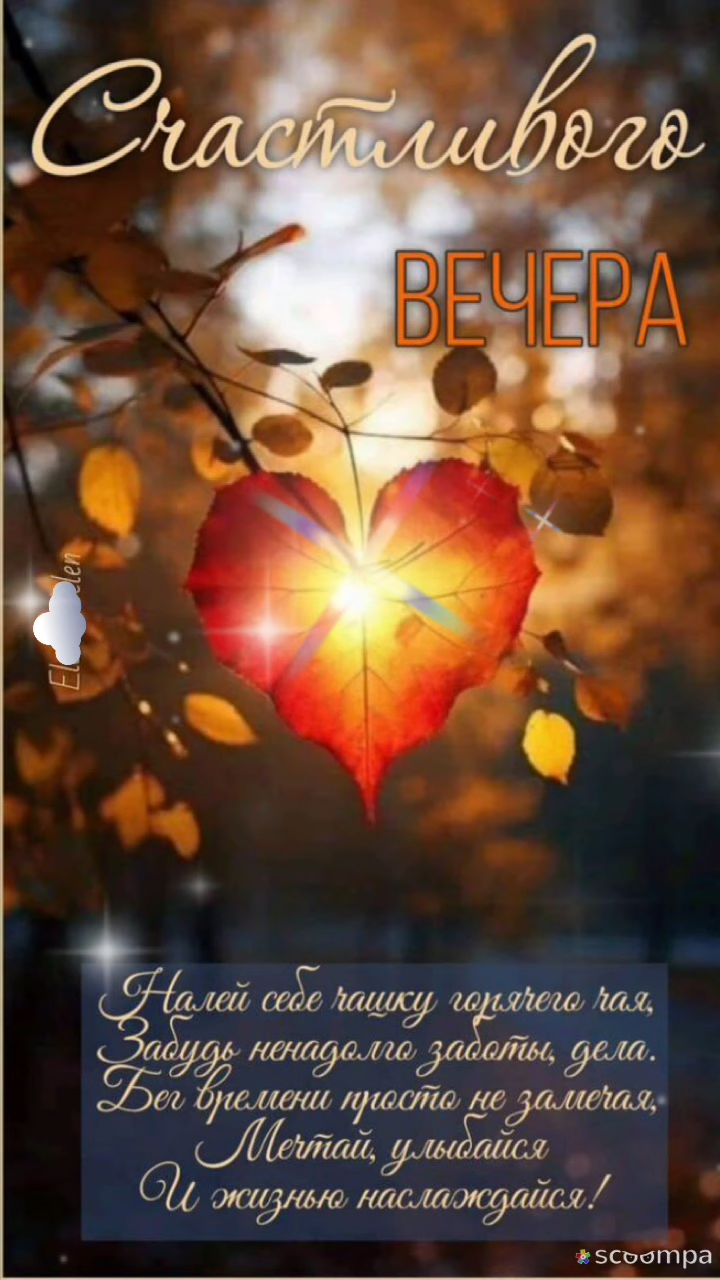 Счастливого
ВЕЧЕРА
Налей себе чашку горячего чая,
Забудь ненадолго заботы, дела.
Бег времени просто не замечая,
Мечтай, улыбайся
И жизнью наслаждайся!
scoompa